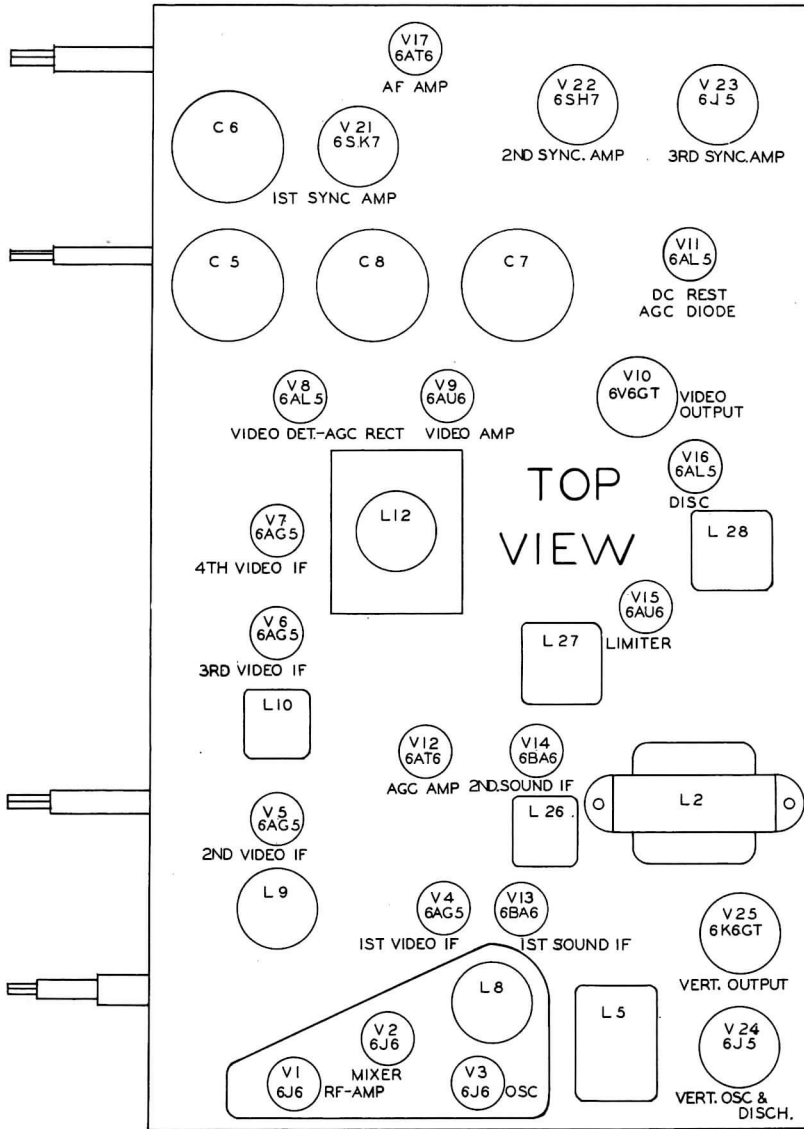 V17
6AT6
AF AMP
V22
6SH7
2ND SYNC. AMP
V23
6J5
3RD SYNC. AMP
C6
V21
6SK7
1ST SYNC AMP
C5
C8
C7
V11
6AL5
DC REST
AGC DIODE
V8
6AL5
VIDEO DET.-AGC RECT
V9
6AU6
VIDEO AMP
V10
6V6GT
VIDEO
OUTPUT
V16
6AL5
DISC
TOP
VIEW
L12
L28
V7
6AG5
4TH VIDEO IF
V15
6AU6
LIMITER
V6
6AG5
3RD VIDEO IF
L27
L10
V12
6AT6
AGC AMP
V14
6BA6
2ND. SOUND IF
L2
L26
V5
6AG5
2ND VIDEO IF
L9
V4
6AG5
1ST VIDEO IF
V13
6BA6
1ST SOUND IF
V25
6K6GT
VERT. OUTPUT
L8
L5
V2
6J6
MIXER
V1
6J6
RF-AMP
V3
6J6
OSC
V24
6J5
VERT. OSC &
DISCH.